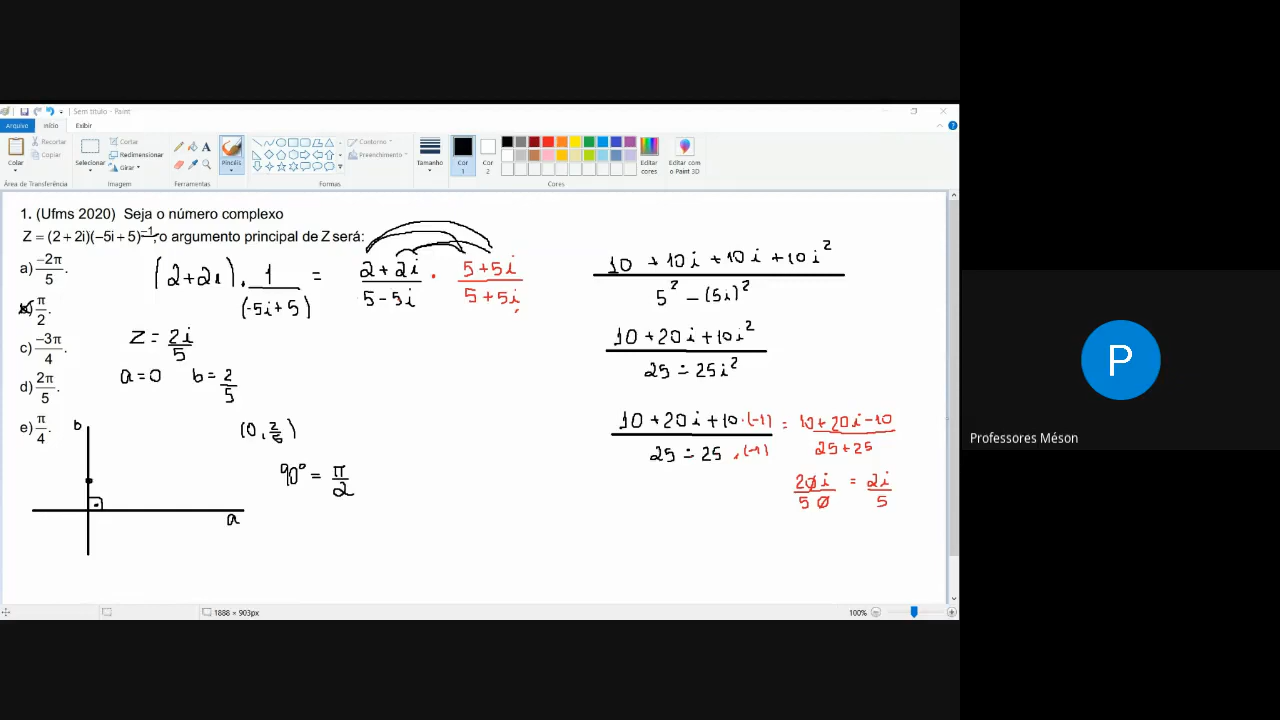 Sem título - Paint
Arquivo Início Exibir
Colar
Recortar
Copiar
Área de Transferência
Selecionar
Cortar
Redimensionar
Girar
Imagem
Ferramentas
Pincéis
Contorno
Preenchimento
Formas
Tamanho
Cor 1
Cor 2
Editar cores
Editar com o Paint 3D
Cores
1. (Ufms 2020) Seja o número complexo
Z = (2 + 2i)(−5i + 5)⁻¹, o argumento principal de Z será:
a) −2π/5.
b) π/2.
c) −3π/4.
d) 2π/5.
e) π/4.
(2+2i) . 1/(-5i+5) = (2+2i)/(5-5i) . (5+5i)/(5+5i)
Z = 2i/5
a=0 b=2/5
(0, 2/5)
90° = π/2
b
a
(10 + 10i + 10i + 10i²)/(5² - (5i)²)
(10 + 20i + 10i²)/(25 - 25i²)
(10 + 20i + 10.(-1))/(25 - 25.(-1)) = (10+20i-10)/(25+25)
20i/50 = 2i/5
1888 × 903px
100%
P
Professores Méson